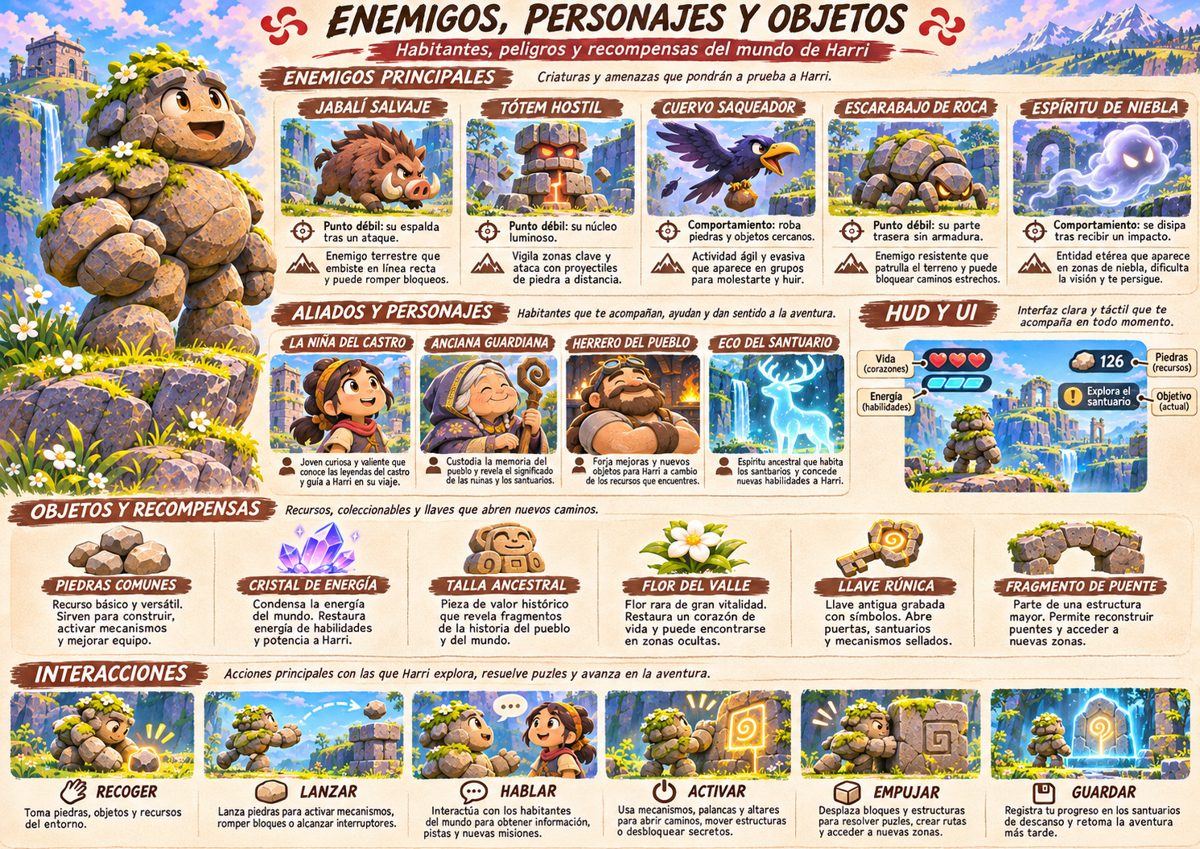 ENEMIGOS, PERSONAJES Y OBJETOS
Habitantes, peligros y recompensas del mundo de Harri
ENEMIGOS PRINCIPALES
Criaturas y amenazas que pondrán a prueba a Harri.
JABALÍ SALVAJE
Punto débil: su espalda
tras un ataque.
Enemigo terrestre que
embiste en línea recta
y puede romper bloqueos.
TÓTEM HOSTIL
Punto débil: su núcleo
luminoso.
Vigila zonas clave y
ataca con proyectiles
de piedra a distancia.
CUERVO SAQUEADOR
Comportamiento: roba
piedras y objetos cercanos.
Actividad ágil y evasiva
que aparece en grupos
para molestarte y huir.
ESCARABAJO DE ROCA
Punto débil: su parte
trasera sin armadura.
Enemigo resistente que
patrulla el terreno y puede
bloquear caminos estrechos.
ESPÍRITU DE NIEBLA
Comportamiento: se disipa
tras recibir un impacto.
Entidad etérea que aparece
en zonas de niebla, dificulta
la visión y te persigue.
ALIADOS Y PERSONAJES
Habitantes que te acompañan, ayudan y dan sentido a la aventura.
LA NIÑA DEL CASTRO
Joven curiosa y valiente que
conoce las leyendas del castro
y guía a Harri en su viaje.
ANCIANA GUARDIANA
Custodia la memoria del
pueblo y revela el significado
de las ruinas y los santuarios.
HERRERO DEL PUEBLO
Forja mejoras y nuevos
objetos para Harri a cambio
de los recursos que encuentres.
ECO DEL SANTUARIO
Espíritu ancestral que habita
los santuarios y concede
nuevas habilidades a Harri.
HUD Y UI
Interfaz clara y táctil que te
acompaña en todo momento.
Vida
(corazones)
Energía
(habilidades)
126
Explora el
santuario
Piedras
(recursos)
Objetivo
(actual)
OBJETOS Y RECOMPENSAS
Recursos, coleccionables y llaves que abren nuevos caminos.
PIEDRAS COMUNES
Recurso básico y versátil.
Sirven para construir,
activar mecanismos
y mejorar equipo.
CRISTAL DE ENERGÍA
Condensa la energía
del mundo. Restaura
energía de habilidades
y potencia a Harri.
TALLA ANCESTRAL
Pieza de valor histórico
que revela fragmentos
de la historia del pueblo
y del mundo.
FLOR DEL VALLE
Flor rara de gran vitalidad.
Restaura un corazón de
vida y puede encontrarse
en zonas ocultas.
LLAVE RÚNICA
Llave antigua grabada
con símbolos. Abre
puertas, santuarios
y mecanismos sellados.
FRAGMENTO DE PUENTE
Parte de una estructura
mayor. Permite reconstruir
puentes y acceder a
nuevas zonas.
INTERACCIONES
Acciones principales con las que Harri explora, resuelve puzles y avanza en la aventura.
RECOGER
Toma piedras, objetos y recursos
del entorno.
LANZAR
Lanza piedras para activar mecanismos,
romper bloques o alcanzar interruptores.
HABLAR
Interactúa con los habitantes
del mundo para obtener información,
pistas y nuevas misiones.
ACTIVAR
Usa mecanismos, palancas y altares
para abrir caminos, mover estructuras
o desbloquear secretos.
EMPUJAR
Desplaza bloques y estructuras
para resolver puzles, crear rutas
y acceder a nuevas zonas.
GUARDAR
Registra tu progreso en los santuarios
de descanso y retoma la aventura
más tarde.